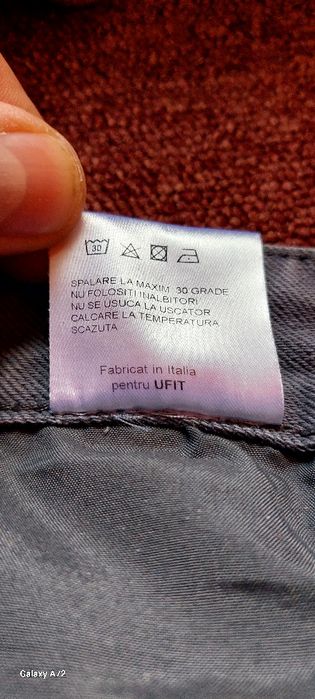 30
SPALARE LA MAXIM 30 GRADE
NU FOLOSITI INALBITORI
NU SE USUCA LA USCATOR
CALCARE LA TEMPERATURA
SCAZUTA
Fabricat in Italia
pentru UFIT
Galaxy A72